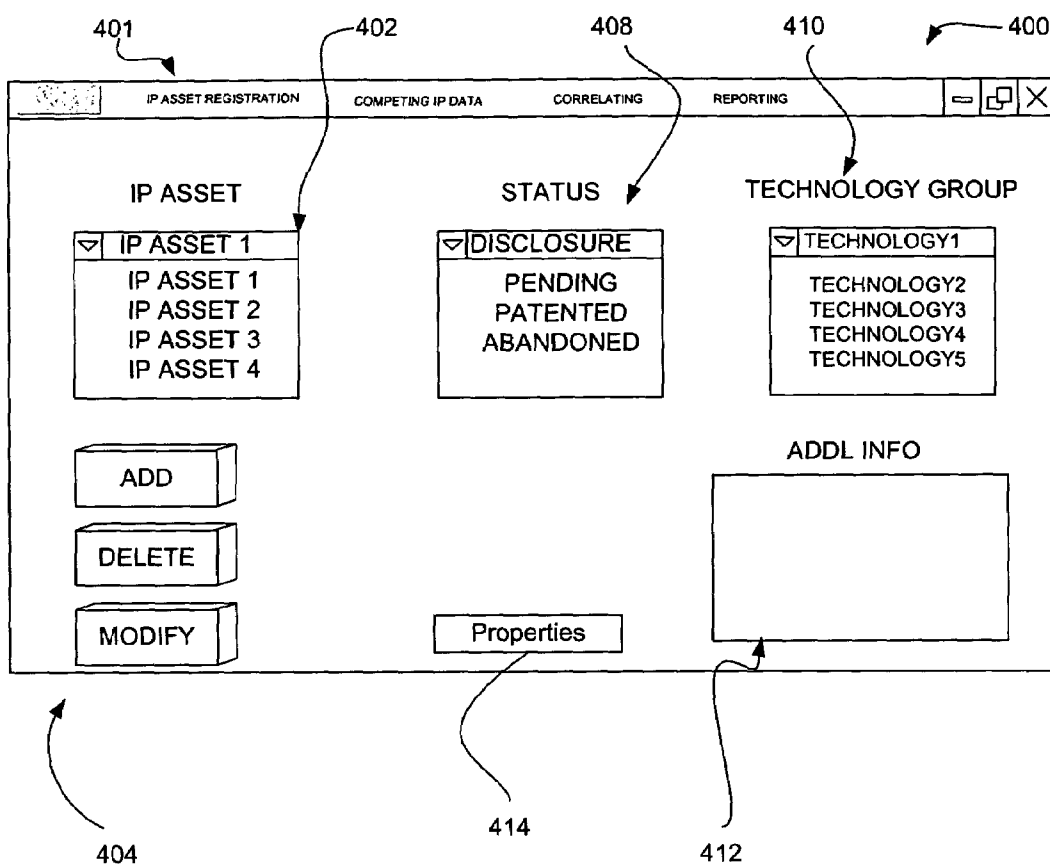 401
402
408
410
400
IP ASSET REGISTRATION
COMPETING IP DATA
CORRELATING
REPORTING
IP ASSET
STATUS
TECHNOLOGY GROUP
IP ASSET 1
IP ASSET 1
IP ASSET 2
IP ASSET 3
IP ASSET 4
DISCLOSURE
PENDING
PATENTED
ABANDONED
TECHNOLOGY1
TECHNOLOGY2
TECHNOLOGY3
TECHNOLOGY4
TECHNOLOGY5
ADD
DELETE
MODIFY
Properties
ADDL INFO
404
414
412